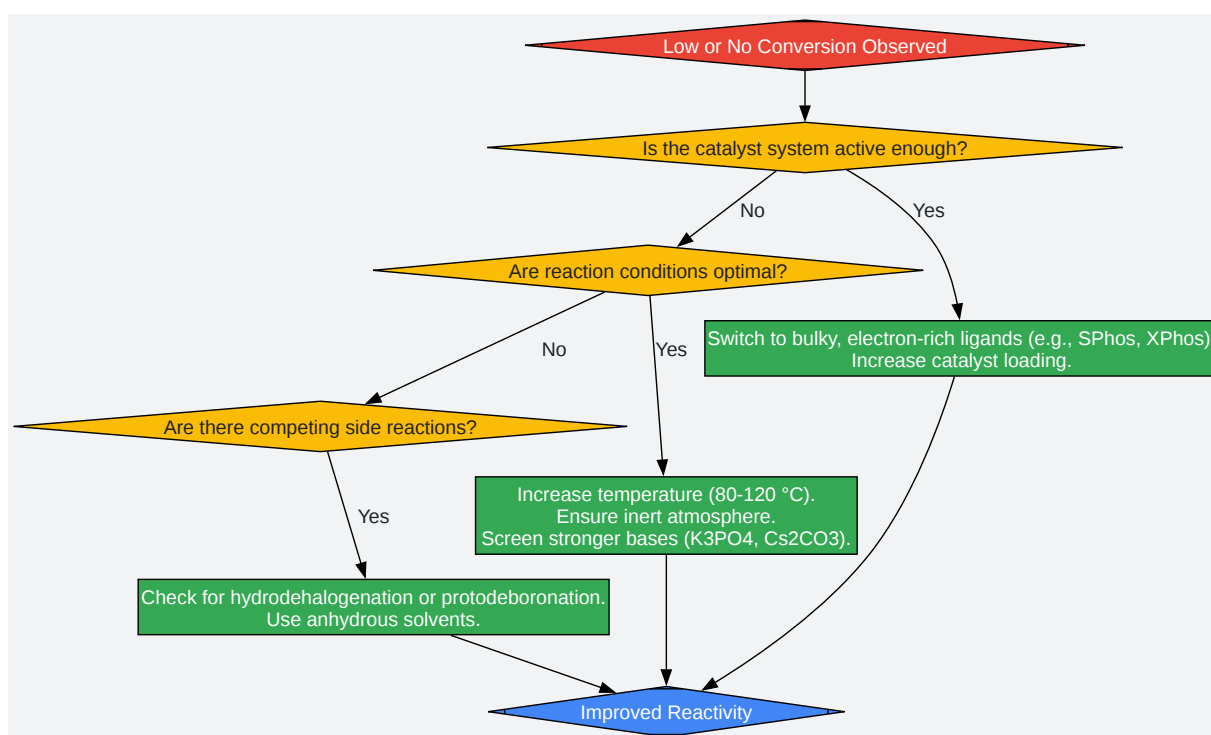 Low or No Conversion Observed
Is the catalyst system active enough?
No
Yes
Are reaction conditions optimal?
No
Yes
Switch to bulky, electron-rich ligands (e.g., SPhos, XPhos)
Increase catalyst loading.
Are there competing side reactions?
Yes
Increase temperature (80-120 °C).
Ensure inert atmosphere.
Screen stronger bases (K3PO4, Cs2CO3).
Check for hydrodehalogenation or protodeboronation.
Use anhydrous solvents.
Improved Reactivity